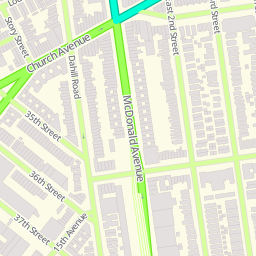 Story Street
Church Avenue
Dahill Road
McDonald Avenue
East 2nd Street
35th Street
36th Street
37th Street
15th Avenue